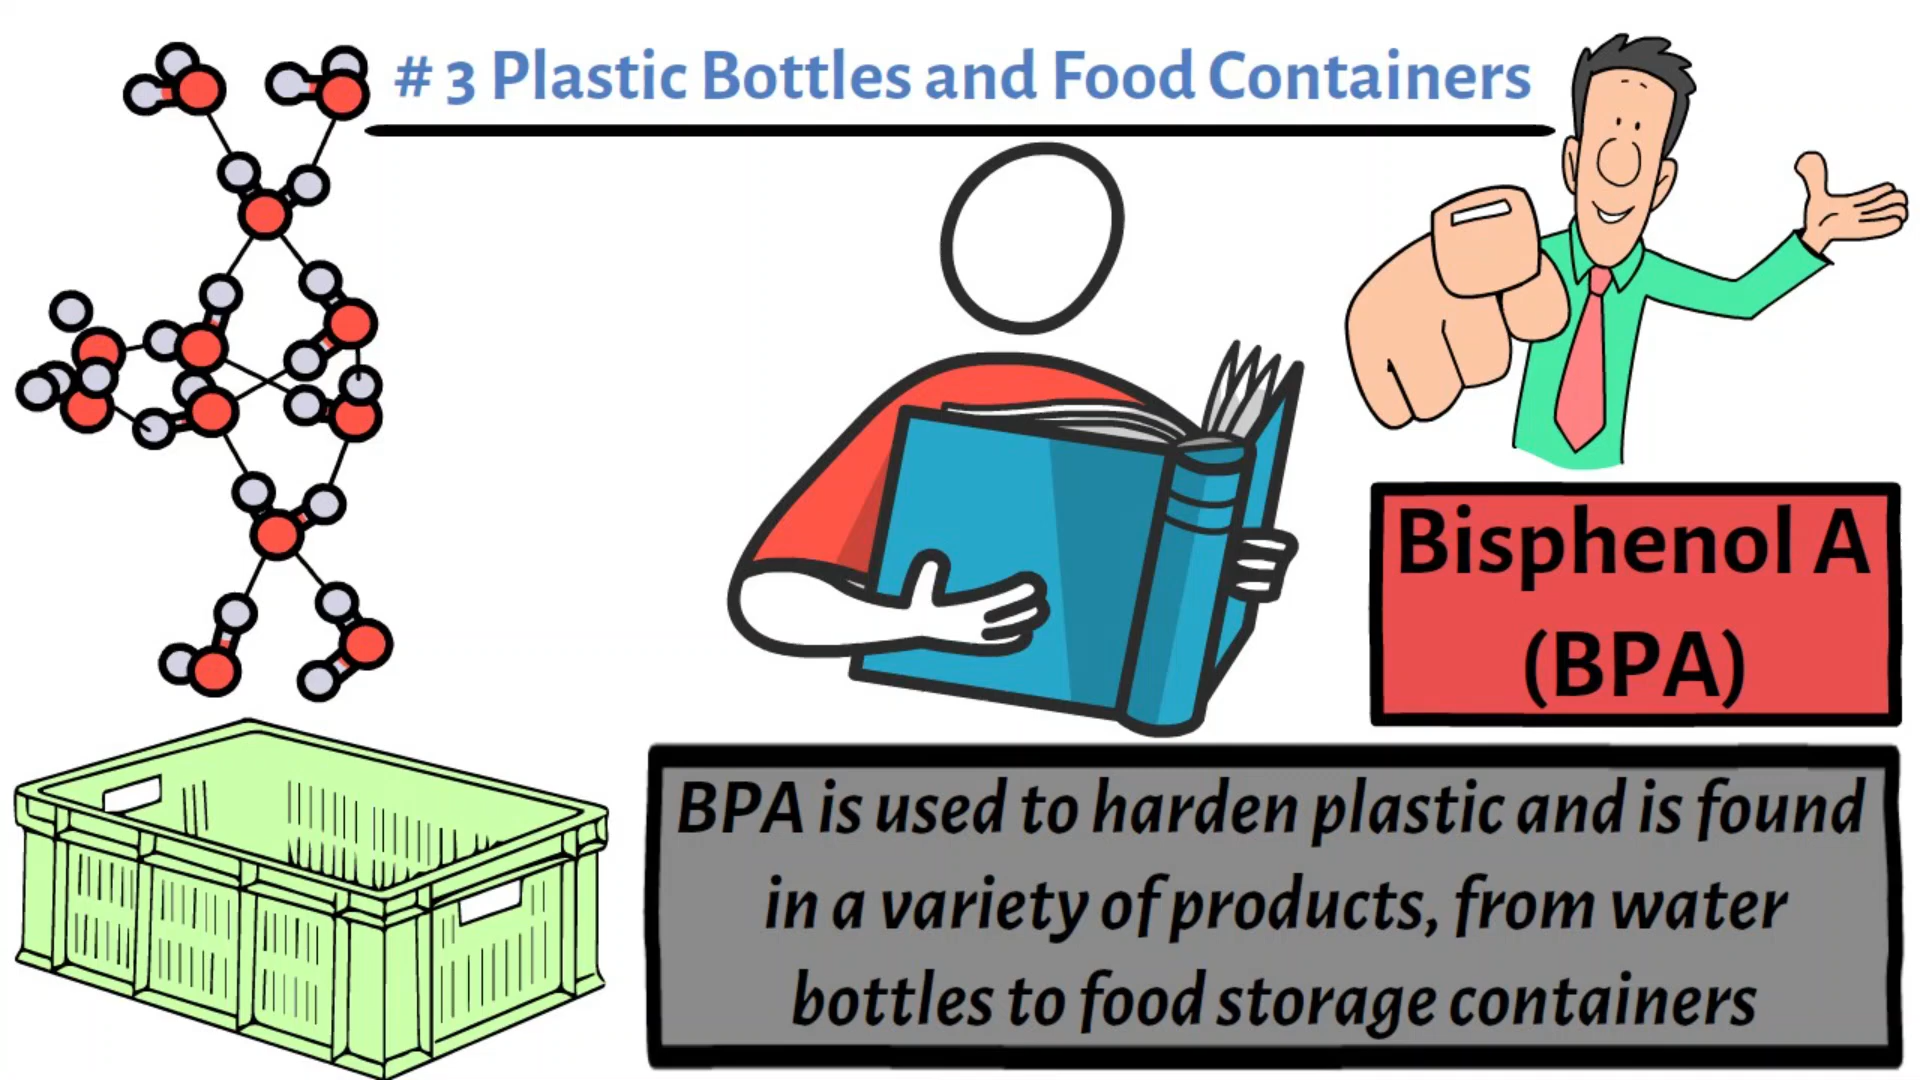 # 3 Plastic Bottles and Food Containers
Bisphenol A
(BPA)
BPA is used to harden plastic and is found
in a variety of products, from water
bottles to food storage containers